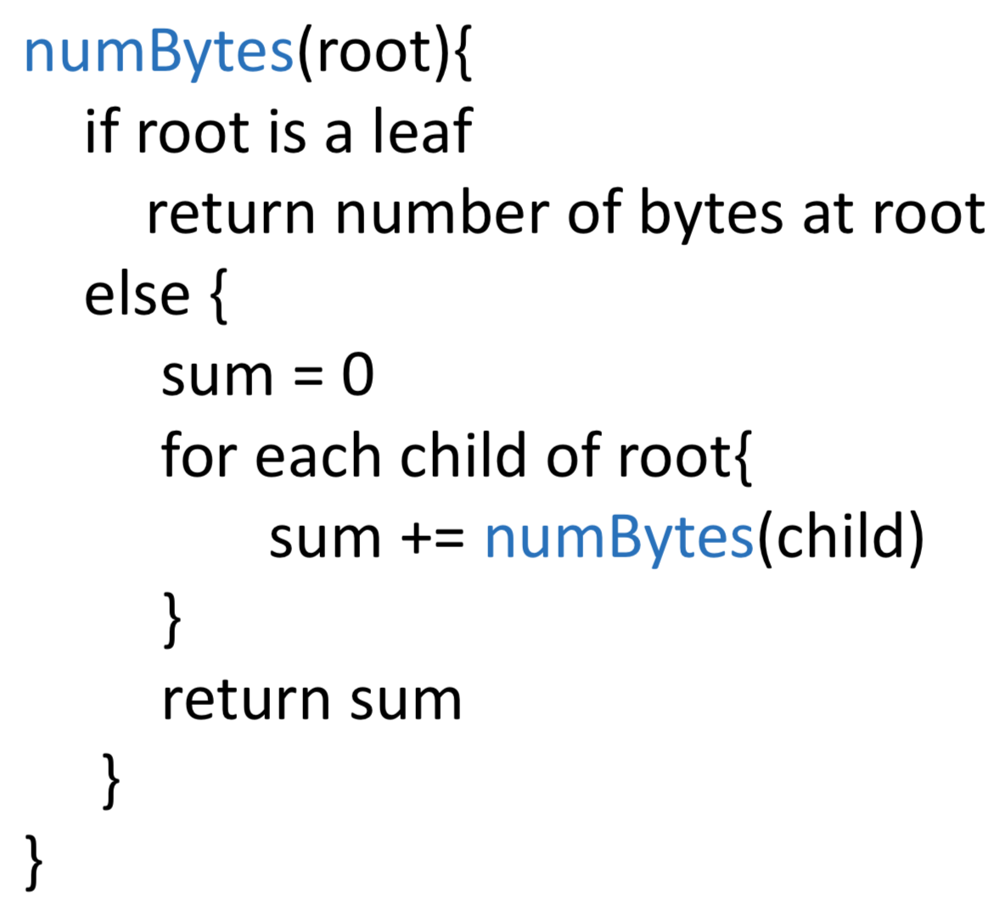 numBytes(root){
if root is a leaf
return number of bytes at root
else {
sum = 0
for each child of root{
sum += numBytes(child)
}
return sum
}
}